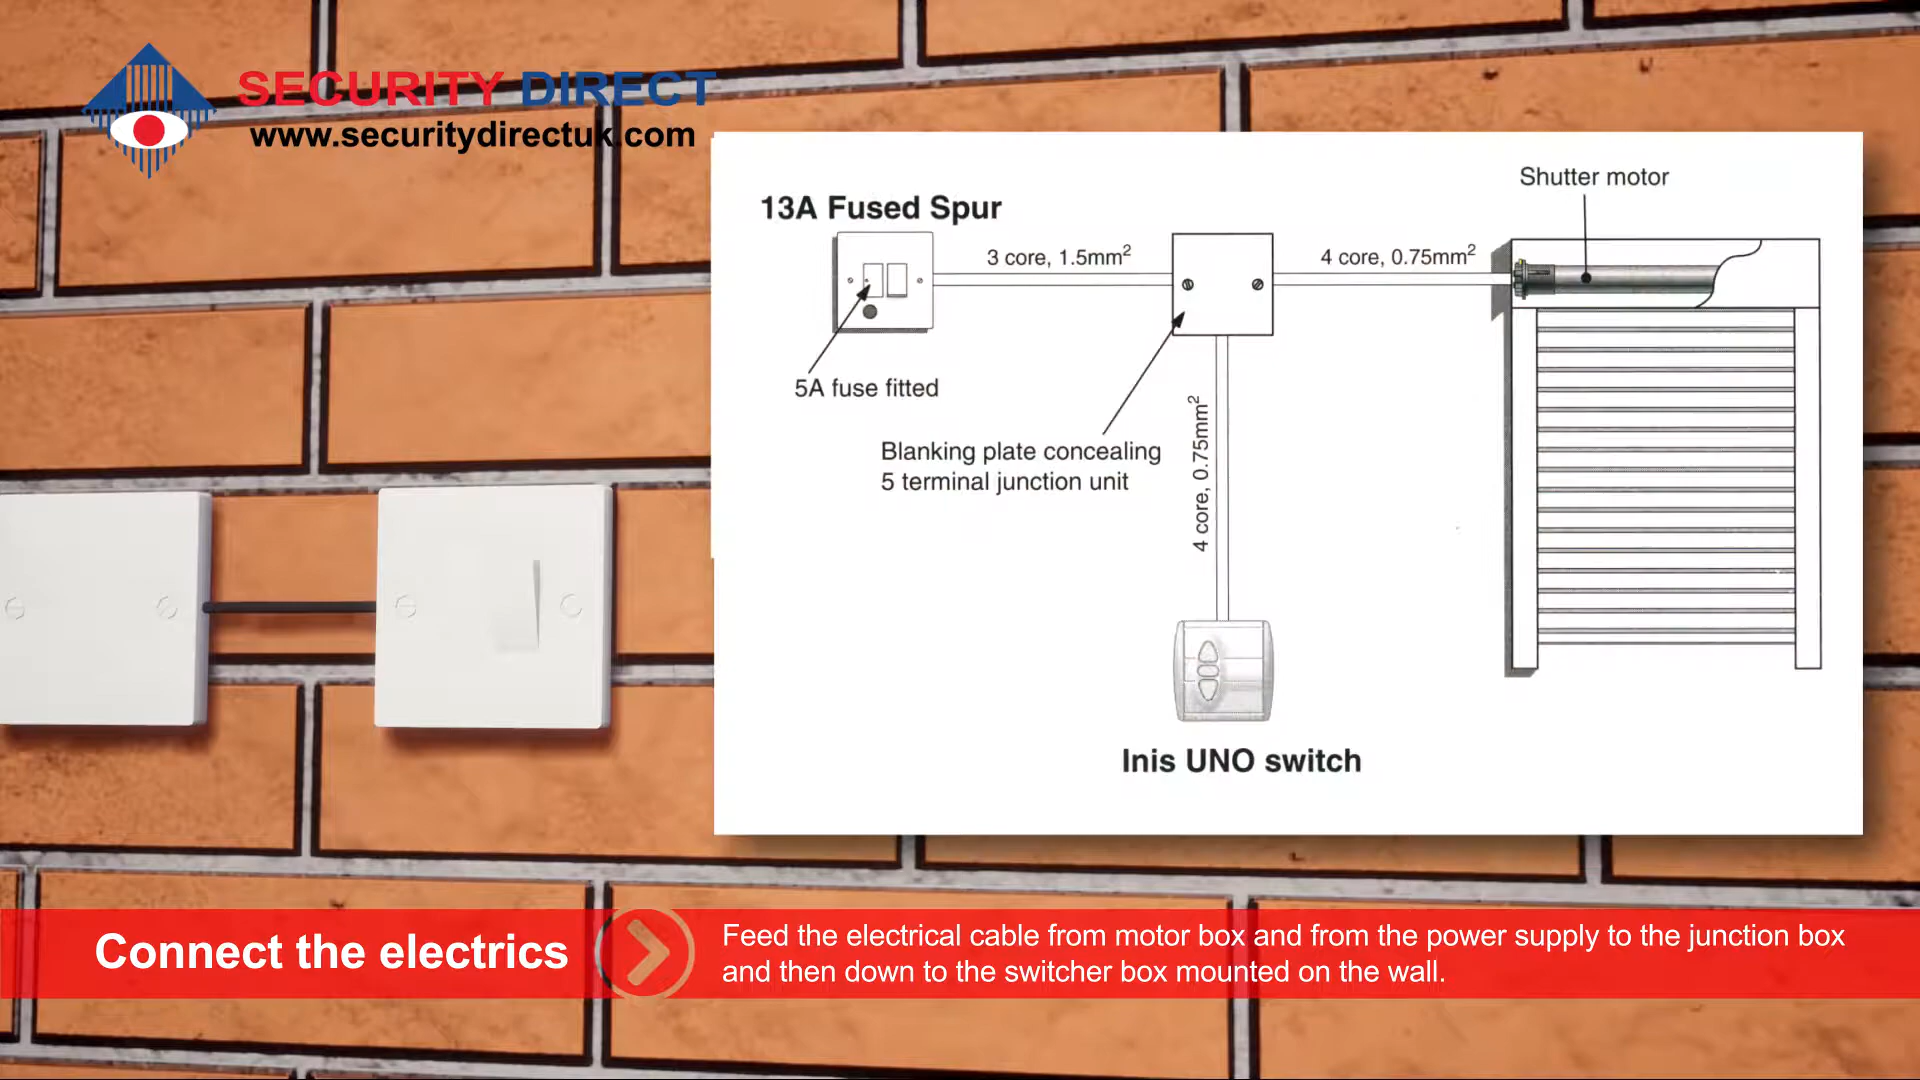 SECURITY DIRECT
www.securitydirectuk.com
Shutter motor
13A Fused Spur
3 core, 1.5mm²
4 core, 0.75mm²
5A fuse fitted
Blanking plate concealing
5 terminal junction unit
4 core, 0.75mm²
Inis UNO switch
Connect the electrics
Feed the electrical cable from motor box and from the power supply to the junction box
and then down to the switcher box mounted on the wall.